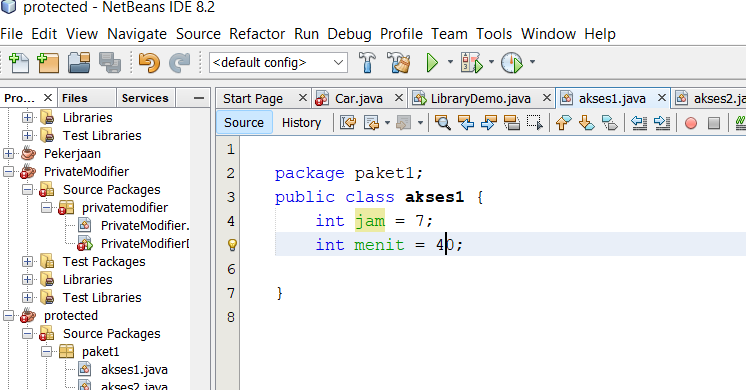 protected - NetBeans IDE 8.2
File Edit View Navigate Source Refactor Run Debug Profile Team Tools Window Help
<default config>
Pro... Files Services
Libraries
Test Libraries
Pekerjaan
PrivateModifier
Source Packages
privatemodifier
PrivateModifier.
PrivateModifierD
Test Packages
Libraries
Test Libraries
protected
Source Packages
paket1
akses1.java
akses2.java
Start Page Car.java LibraryDemo.java akses1.java akses2.ja
Source History
1
2 package paket1;
3 public class akses1 {
4 int jam = 7;
int menit = 40;
6
7 }
8